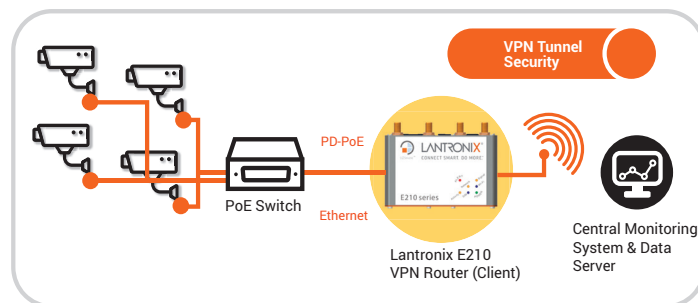 VPN Tunnel
Security
PD-PoE
LANTRONIX
CONNECT SMART. DO MORE.
E210 series
PoE Switch
Ethernet
Lantronix E210
VPN Router (Client)
Central Monitoring
System & Data
Server